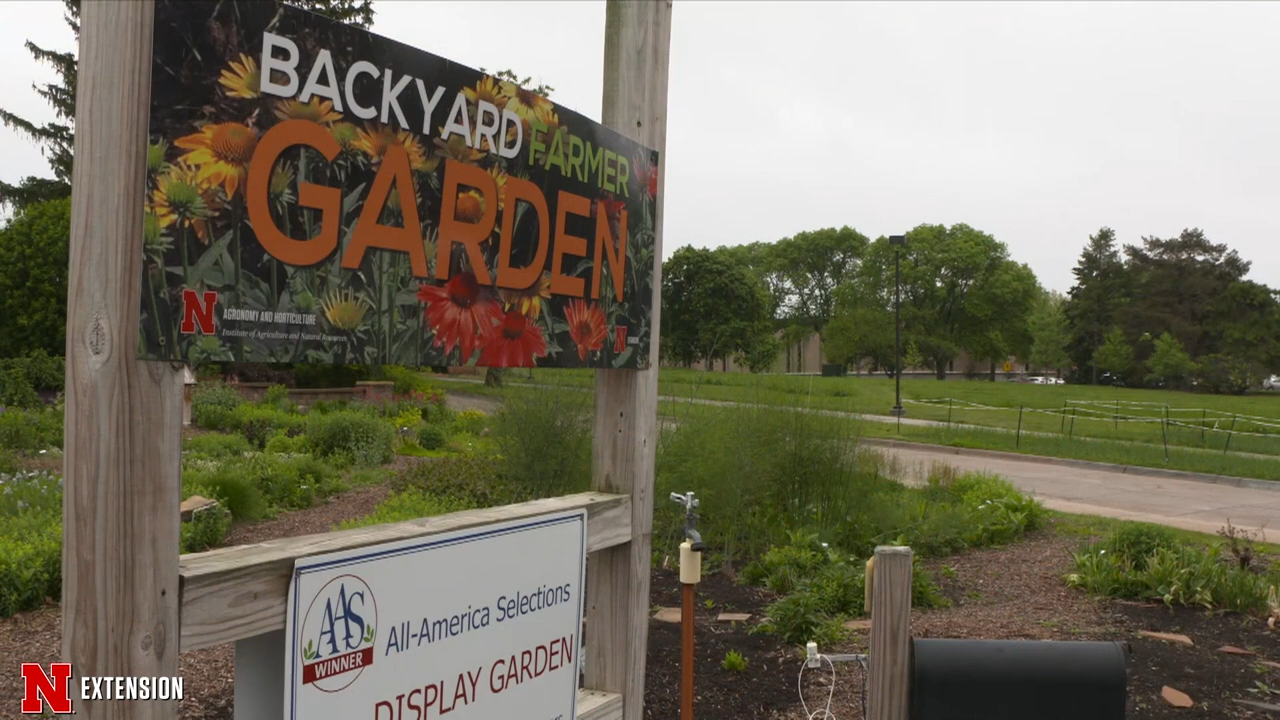 BACKYARD FARMER
GARDEN
N AGRONOMY AND HORTICULTURE
Institute of Agriculture and Natural Resources
N
AAS
WINNER
All-America Selections
DISPLAY GARDEN
N EXTENSION